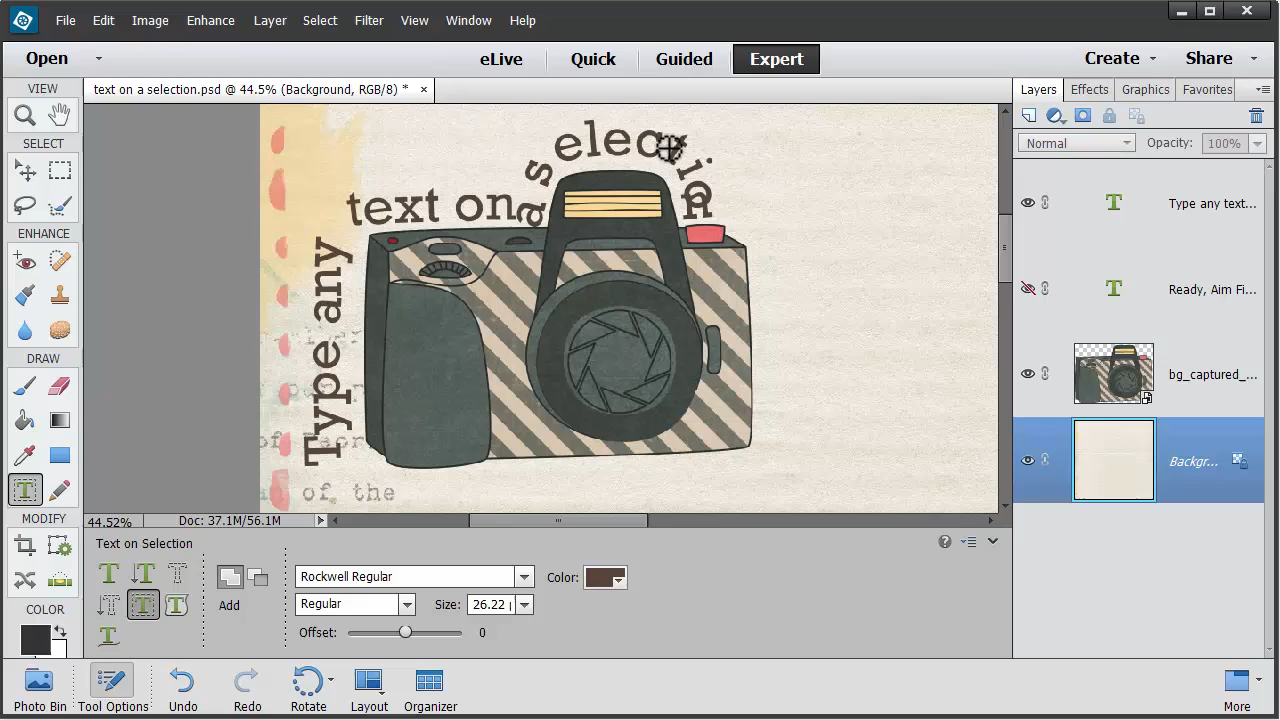 File Edit Image Enhance Layer Select Filter View Window Help
Open eLive Quick Guided Expert Create Share
VIEW
text on a selection.psd @ 44.5% (Background, RGB/8) * ×
Layers Effects Graphics Favorites
SELECT
Normal Opacity: 100%
ENHANCE
DRAW
MODIFY
COLOR
Type any text on a selection
of the
Type any text...
Ready, Aim Fi...
bg_captured_...
Backgr...
44.52% Doc: 37.1M/56.1M
Text on Selection
Rockwell Regular Color:
Add Regular Size: 26.22
Offset: 0
Photo Bin Tool Options Undo Redo Rotate Layout Organizer More